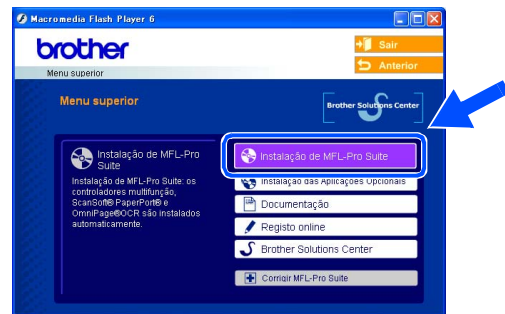 Macromedia Flash Player 6
brother
Sair
Anterior
Menu superior
Menu superior
Brother Solutions Center
Instalação de MFL-Pro
Suite
Instalação de MFL-Pro Suite: os
controladores multifunção,
ScanSoft® PaperPort® e
OmniPage®OCR são instalados
automaticamente.
Instalação de MFL-Pro Suite
Instalação das Aplicações Opcionais
Documentação
Registo online
Brother Solutions Center
Corrigir MFL-Pro Suite